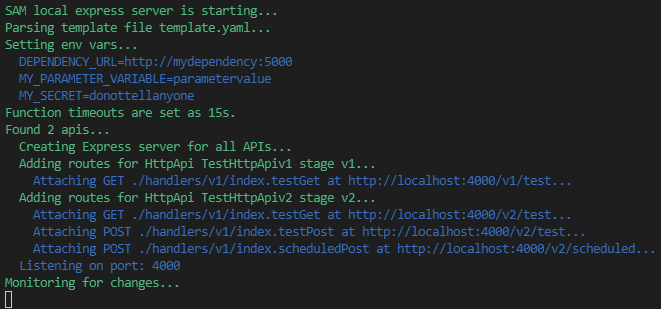 SAM local express server is starting...
Parsing template file template.yaml...
Setting env vars...
DEPENDENCY_URL=http://mydependency:5000
MY_PARAMETER_VARIABLE=parametervalue
MY_SECRET=donottellanyone
Function timeouts are set as 15s.
Found 2 apis...
Creating Express server for all APIs...
Adding routes for HttpApi TestHttpApiv1 stage v1...
Attaching GET ./handlers/v1/index.testGet at http://localhost:4000/v1/test...
Adding routes for HttpApi TestHttpApiv2 stage v2...
Attaching GET ./handlers/v1/index.testGet at http://localhost:4000/v2/test...
Attaching POST ./handlers/v1/index.testPost at http://localhost:4000/v2/test...
Attaching POST ./handlers/v1/index.scheduledPost at http://localhost:4000/v2/scheduled...
Listening on port: 4000
Monitoring for changes...